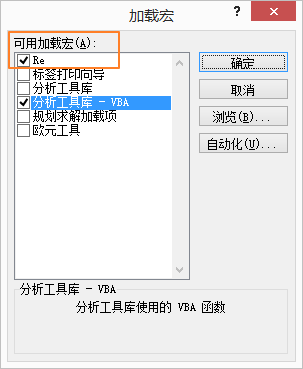 加载宏
?
可用加载宏(A):
Re
标签打印向导
分析工具库
分析工具库 - VBA
规划求解加载项
欧元工具
确定
取消
浏览(B)...
自动化(U)...
分析工具库 - VBA
分析工具库使用的 VBA 函数